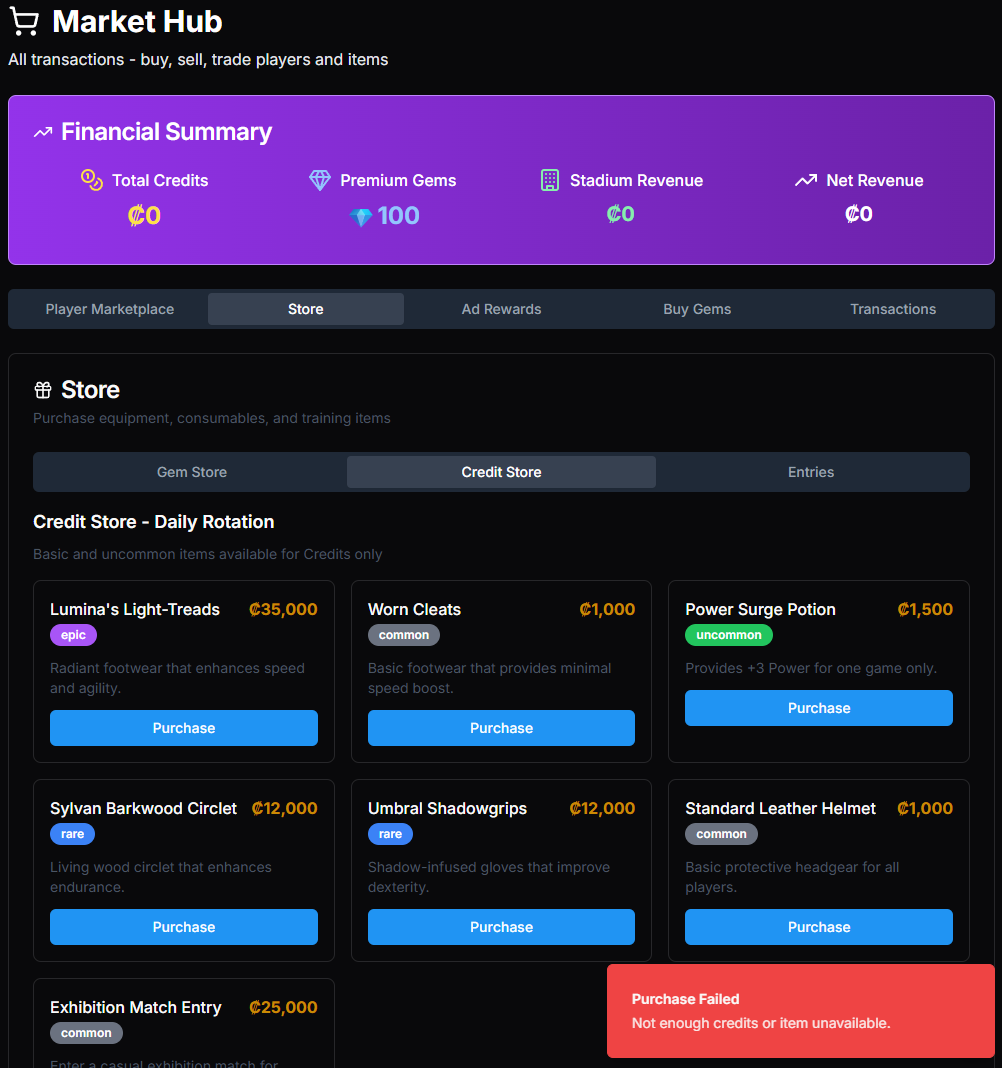 Market Hub
All transactions - buy, sell, trade players and items
Financial Summary
Total Credits
₡0
Premium Gems
💎 100
Stadium Revenue
₡0
Net Revenue
₡0
Player Marketplace
Store
Ad Rewards
Buy Gems
Transactions
Store
Purchase equipment, consumables, and training items
Gem Store
Credit Store
Entries
Credit Store - Daily Rotation
Basic and uncommon items available for Credits only
Lumina's Light-Treads ₡35,000
epic
Radiant footwear that enhances speed
and agility.
Purchase
Worn Cleats ₡1,000
common
Basic footwear that provides minimal
speed boost.
Purchase
Power Surge Potion ₡1,500
uncommon
Provides +3 Power for one game only.
Purchase
Sylvan Barkwood Circlet ₡12,000
rare
Living wood circlet that enhances
endurance.
Purchase
Umbral Shadowgrips ₡12,000
rare
Shadow-infused gloves that improve
dexterity.
Purchase
Standard Leather Helmet ₡1,000
common
Basic protective headgear for all
players.
Purchase
Exhibition Match Entry ₡25,000
common
Enter a casual exhibition match for
Purchase Failed
Not enough credits or item unavailable.